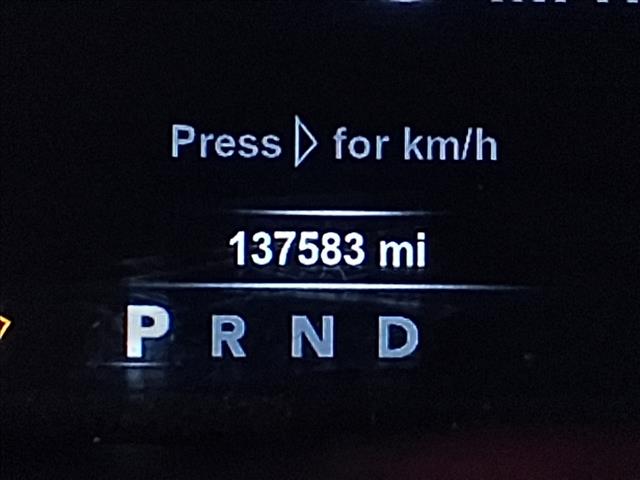 Press ▷ for km/h
137583 mi
P R N D